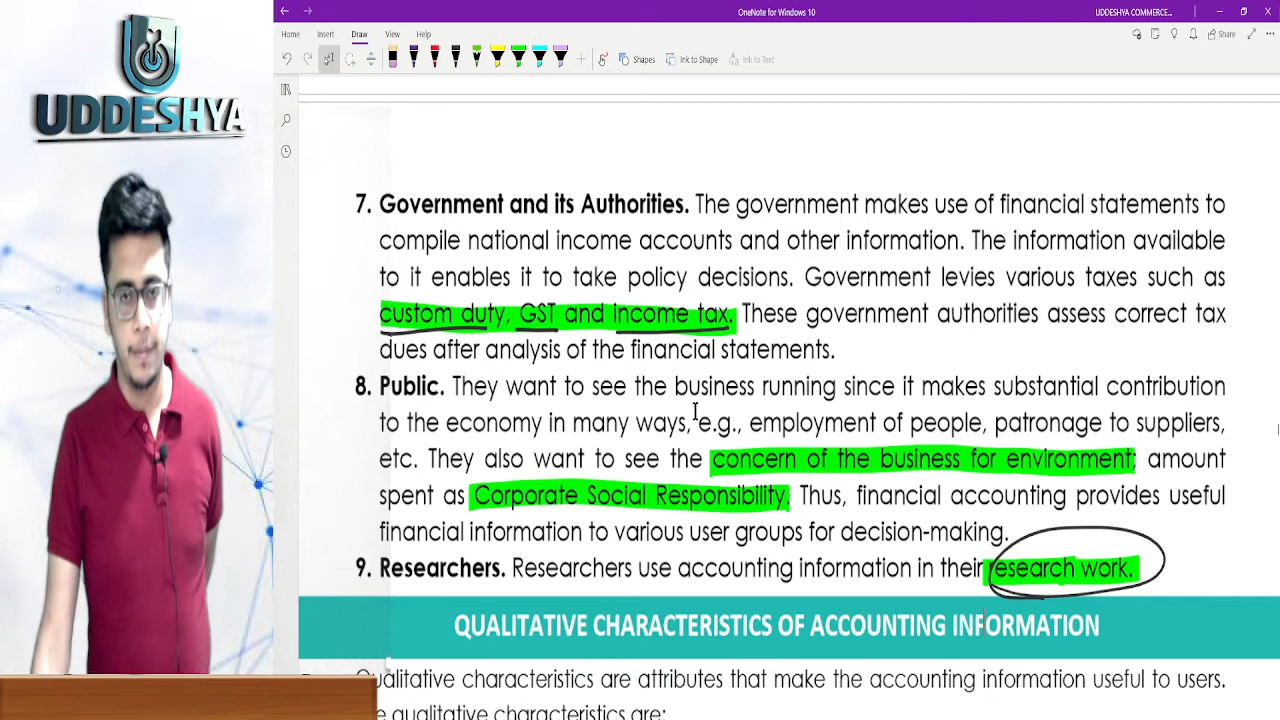 OneNote for Windows 10
UDDESHYA COMMERCE...
Home Insert Draw View Help
Share
Shapes Ink to Shape Ink to Text
UDDESHYA
7. Government and its Authorities. The government makes use of financial statements to
compile national income accounts and other information. The information available
to it enables it to take policy decisions. Government levies various taxes such as
custom duty, GST and Income tax. These government authorities assess correct tax
dues after analysis of the financial statements.
8. Public. They want to see the business running since it makes substantial contribution
to the economy in many ways, e.g., employment of people, patronage to suppliers,
etc. They also want to see the concern of the business for environment; amount
spent as Corporate Social Responsibility. Thus, financial accounting provides useful
financial information to various user groups for decision-making.
9. Researchers. Researchers use accounting information in their research work.
QUALITATIVE CHARACTERISTICS OF ACCOUNTING INFORMATION
Qualitative characteristics are attributes that make the accounting information useful to users.
qualitative characteristics are: